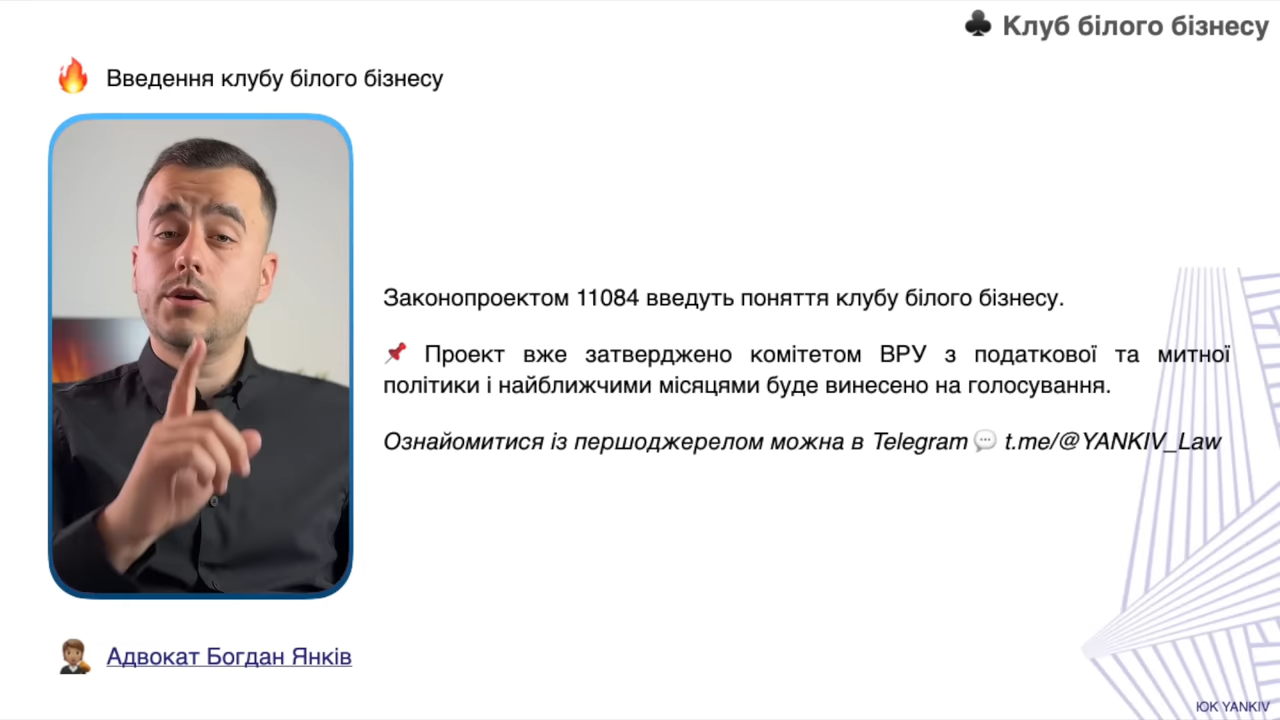 ♣ Клуб білого бізнесу
🔥 Введення клубу білого бізнесу
Законопроектом 11084 введуть поняття клубу білого бізнесу.
📌 Проект вже затверджено комітетом ВРУ з податкової та митної
політики і найближчими місяцями буде винесено на голосування.
Ознайомитися із першоджерелом можна в Telegram 💬 t.me/@YANKIV_Law
Адвокат Богдан Янків
ЮК YANKIV